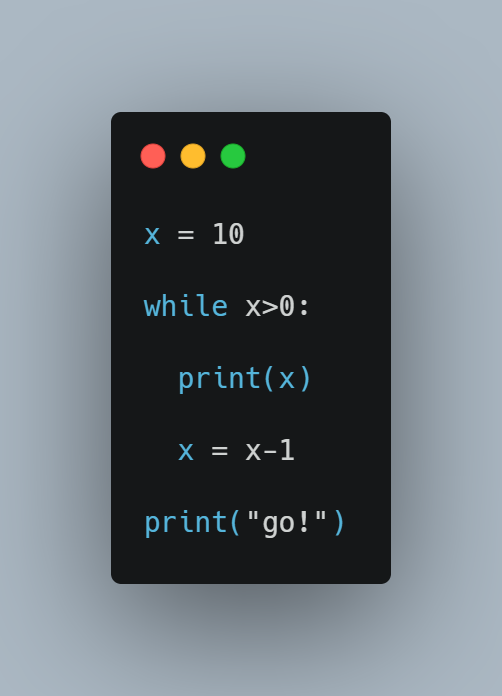 x = 10
while x>0:
  print(x)
  x = x-1
print("go!")